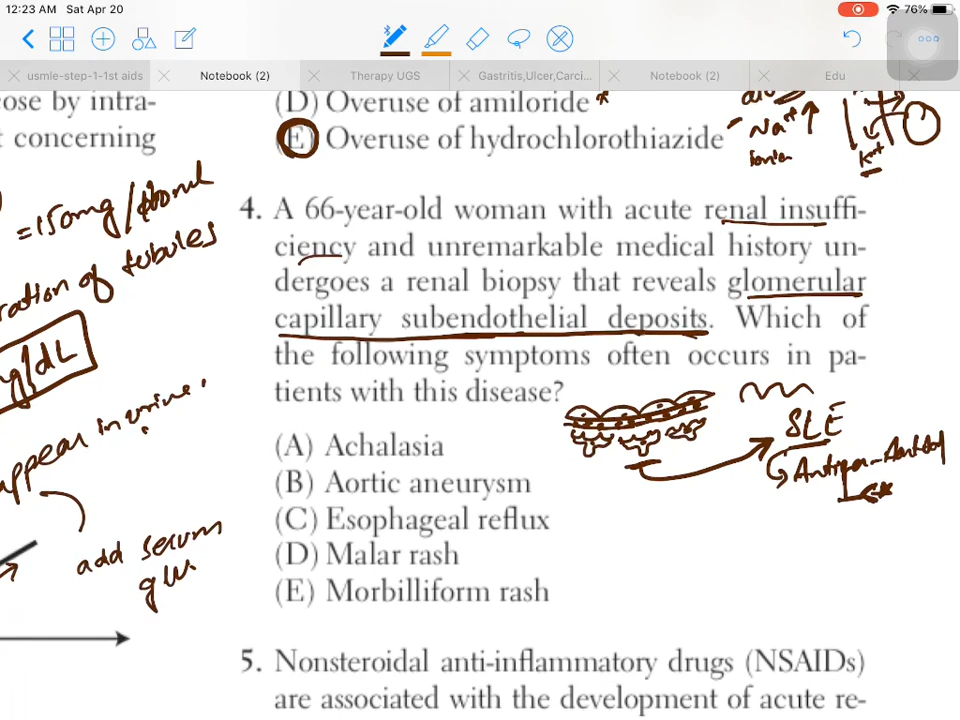 12:23 AM Sat Apr 20
76%
usmle-step-1-1st aids
Notebook (2)
Therapy UGS
Gastritis,Ulcer,Carci...
Notebook (2)
Edu
ose by intra-
concerning
(D) Overuse of amiloride *
(E) Overuse of hydrochlorothiazide
Na++ ↑
K++
=150mg/
ration of tubules
g/dL
appear in urine.
add serum
4. A 66-year-old woman with acute renal insuffi-
ciency and unremarkable medical history un-
dergoes a renal biopsy that reveals glomerular
capillary subendothelial deposits. Which of
the following symptoms often occurs in pa-
tients with this disease?
(A) Achalasia
(B) Aortic aneurysm
(C) Esophageal reflux
(D) Malar rash
(E) Morbilliform rash
SLE
5. Nonsteroidal anti-inflammatory drugs (NSAIDs)
are associated with the development of acute re-